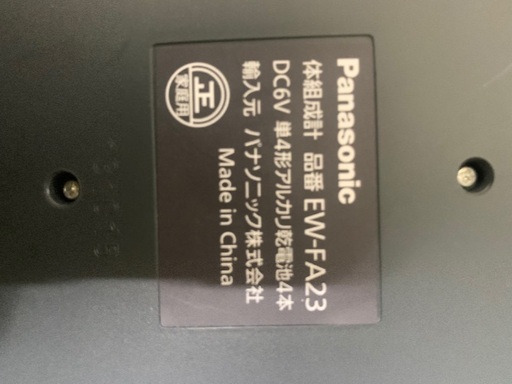 Panasonic
体組成計 品番 EW-FA23
DC6V 単4形アルカリ乾電池4本
輸入元 パナソニック株式会社
Made in China
正
家庭用